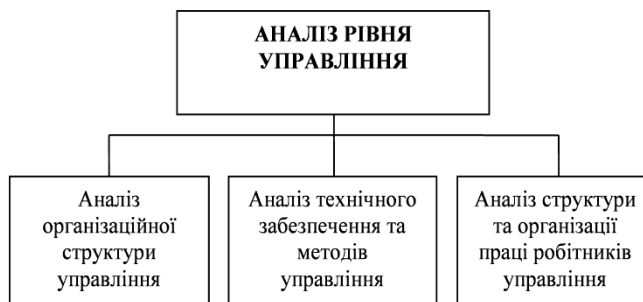 АНАЛІЗ РІВНЯ
УПРАВЛІННЯ
Аналіз
організаційної
структури
управління
Аналіз технічного
забезпечення та
методів
управління
Аналіз структури
та організації
праці робітників
управління